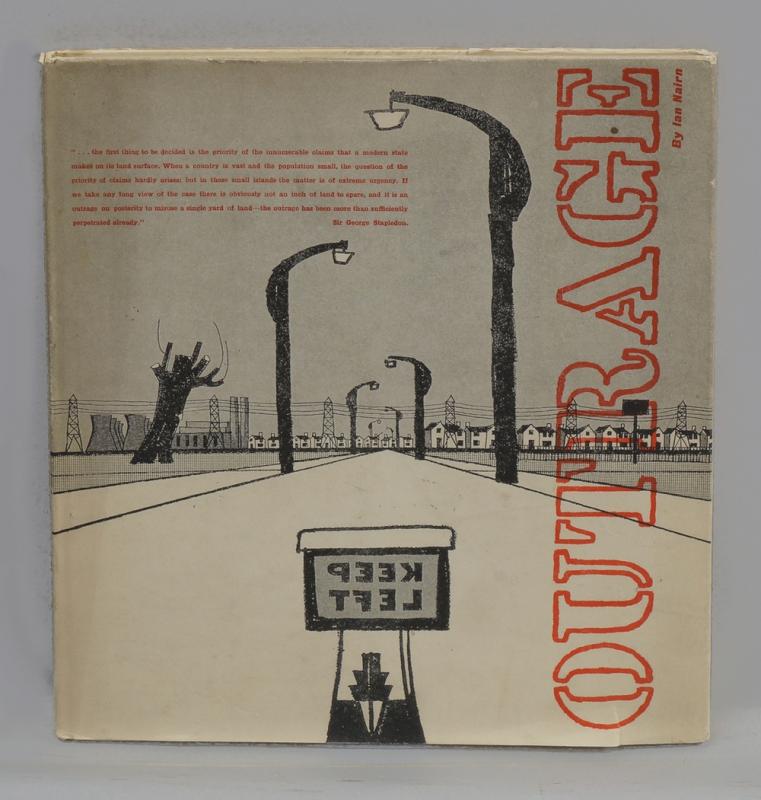 ". . . the first thing to be decided is the priority of the innumerable claims that a modern state
makes on its land surface. When a country is vast and the population small, the question of the
priority of claims hardly arises; but in these small islands the matter is of extreme urgency. If
we take any long view of the case there is obviously not an inch of land to spare, and it is an
outrage on posterity to misuse a single yard of land—the outrage has been more than sufficiently
perpetrated already."
Sir George Stapledon.
OUTRAGE
By Ian Nairn
KEEP
LEFT